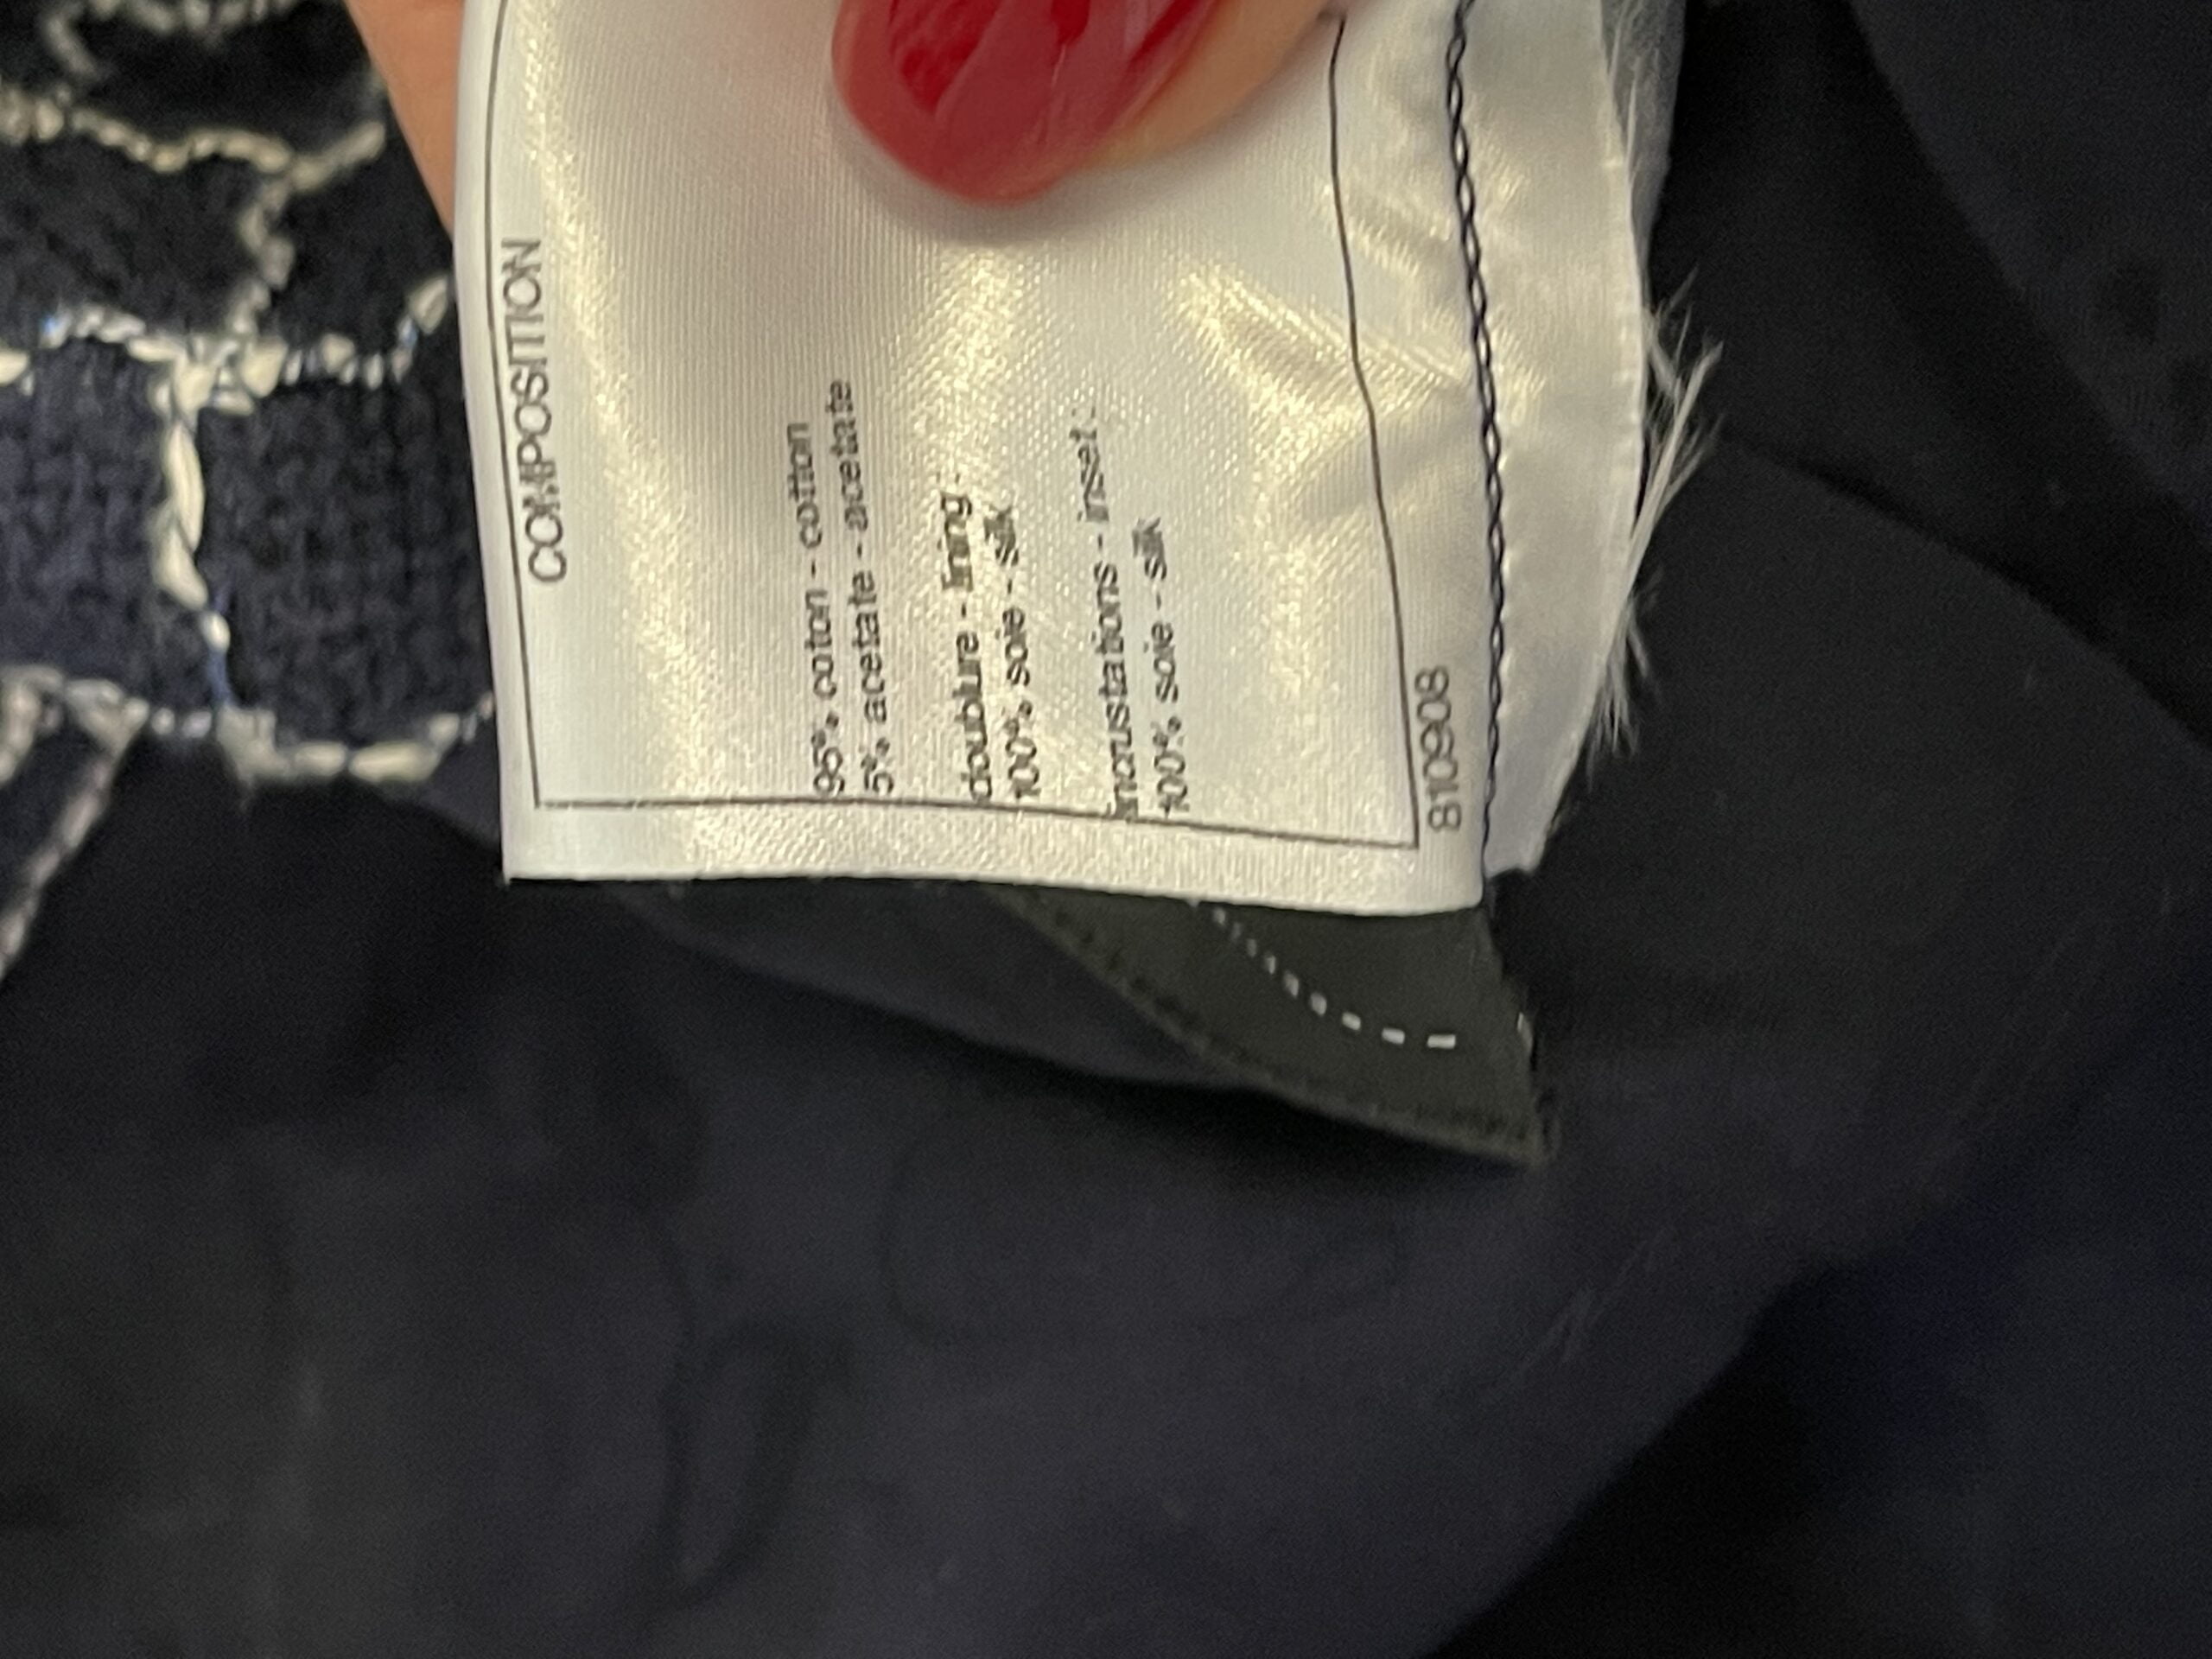 COMPOSITION
95% coton - cotton
5% acetate - acetate
doublure - lining :
100% soie - silk
incrustations - inset :
100% soie - silk
810908